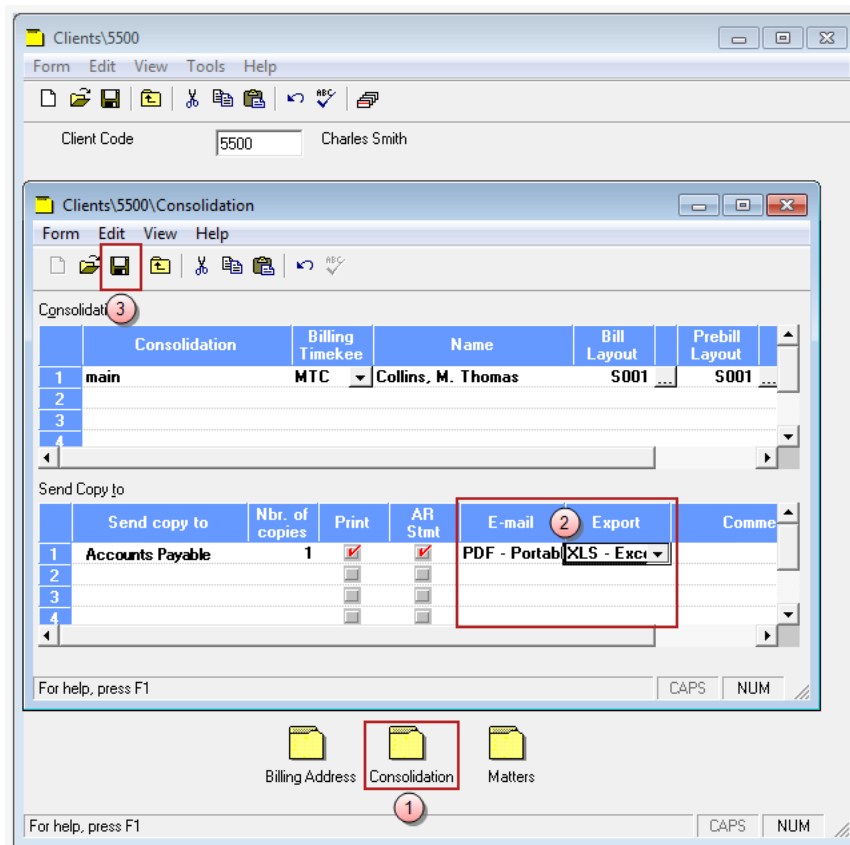 Clients\5500
Form Edit View Tools Help
ABC
Client Code 5500 Charles Smith
Clients\5500\Consolidation
Form Edit View Help
ABC
3
Consolidati
Consolidation Billing Timekee Name Bill Layout Prebill Layout
1 main MTC Collins, M. Thomas S001 ... S001 ...
2
3
4
Send Copy to
Send copy to Nbr. of copies Print AR Stmt E-mail 2 Export Comme
1 Accounts Payable 1 PDF - Portabl XLS - Exc
2
3
4
For help, press F1 CAPS NUM
Billing Address Consolidation Matters
1
For help, press F1 CAPS NUM